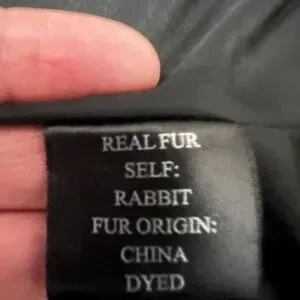 REAL FUR
SELF:
RABBIT
FUR ORIGIN:
CHINA
DYED